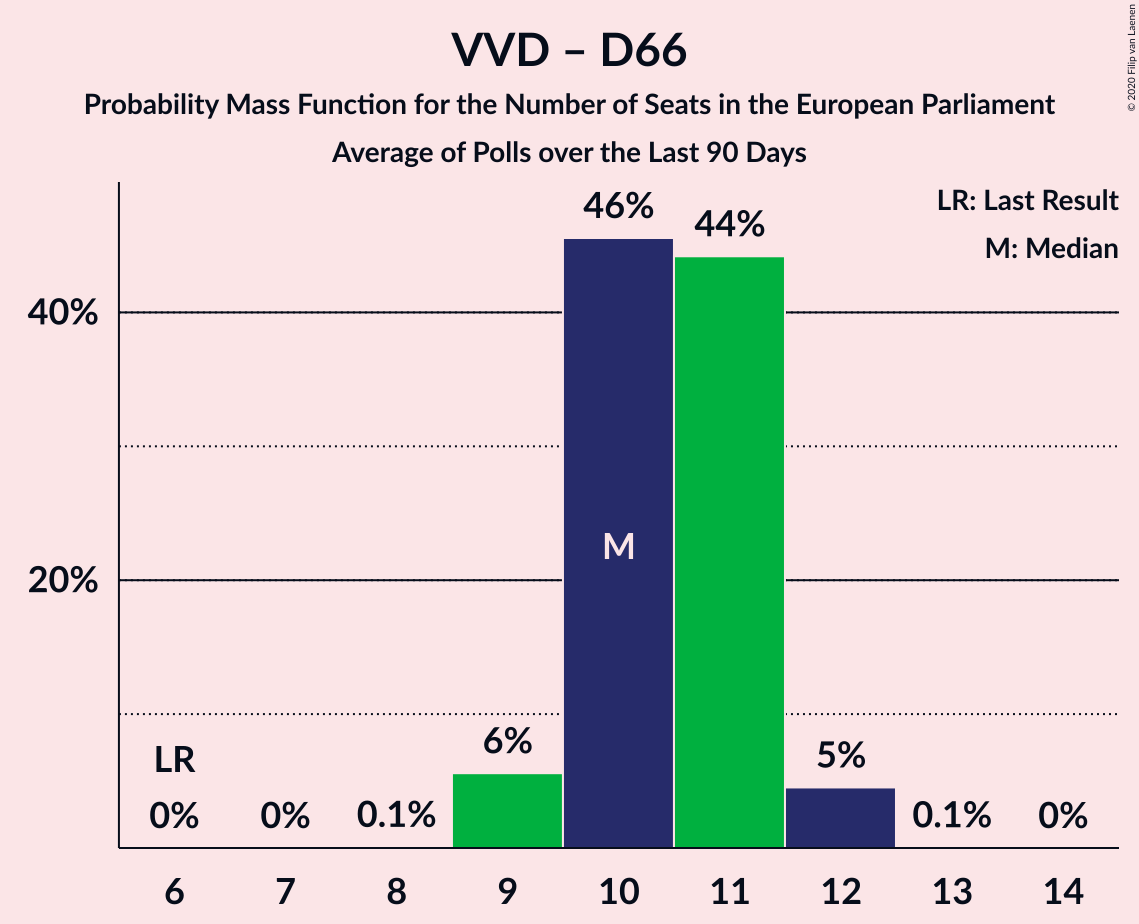 VVD – D66
Probability Mass Function for the Number of Seats in the European Parliament
Average of Polls over the Last 90 Days
© 2020 Filip van Laenen
LR: Last Result
M: Median
46%
44%
40%
M
20%
6%
5%
LR
0%
0%
0.1%
0.1%
0%
6 7 8 9 10 11 12 13 14